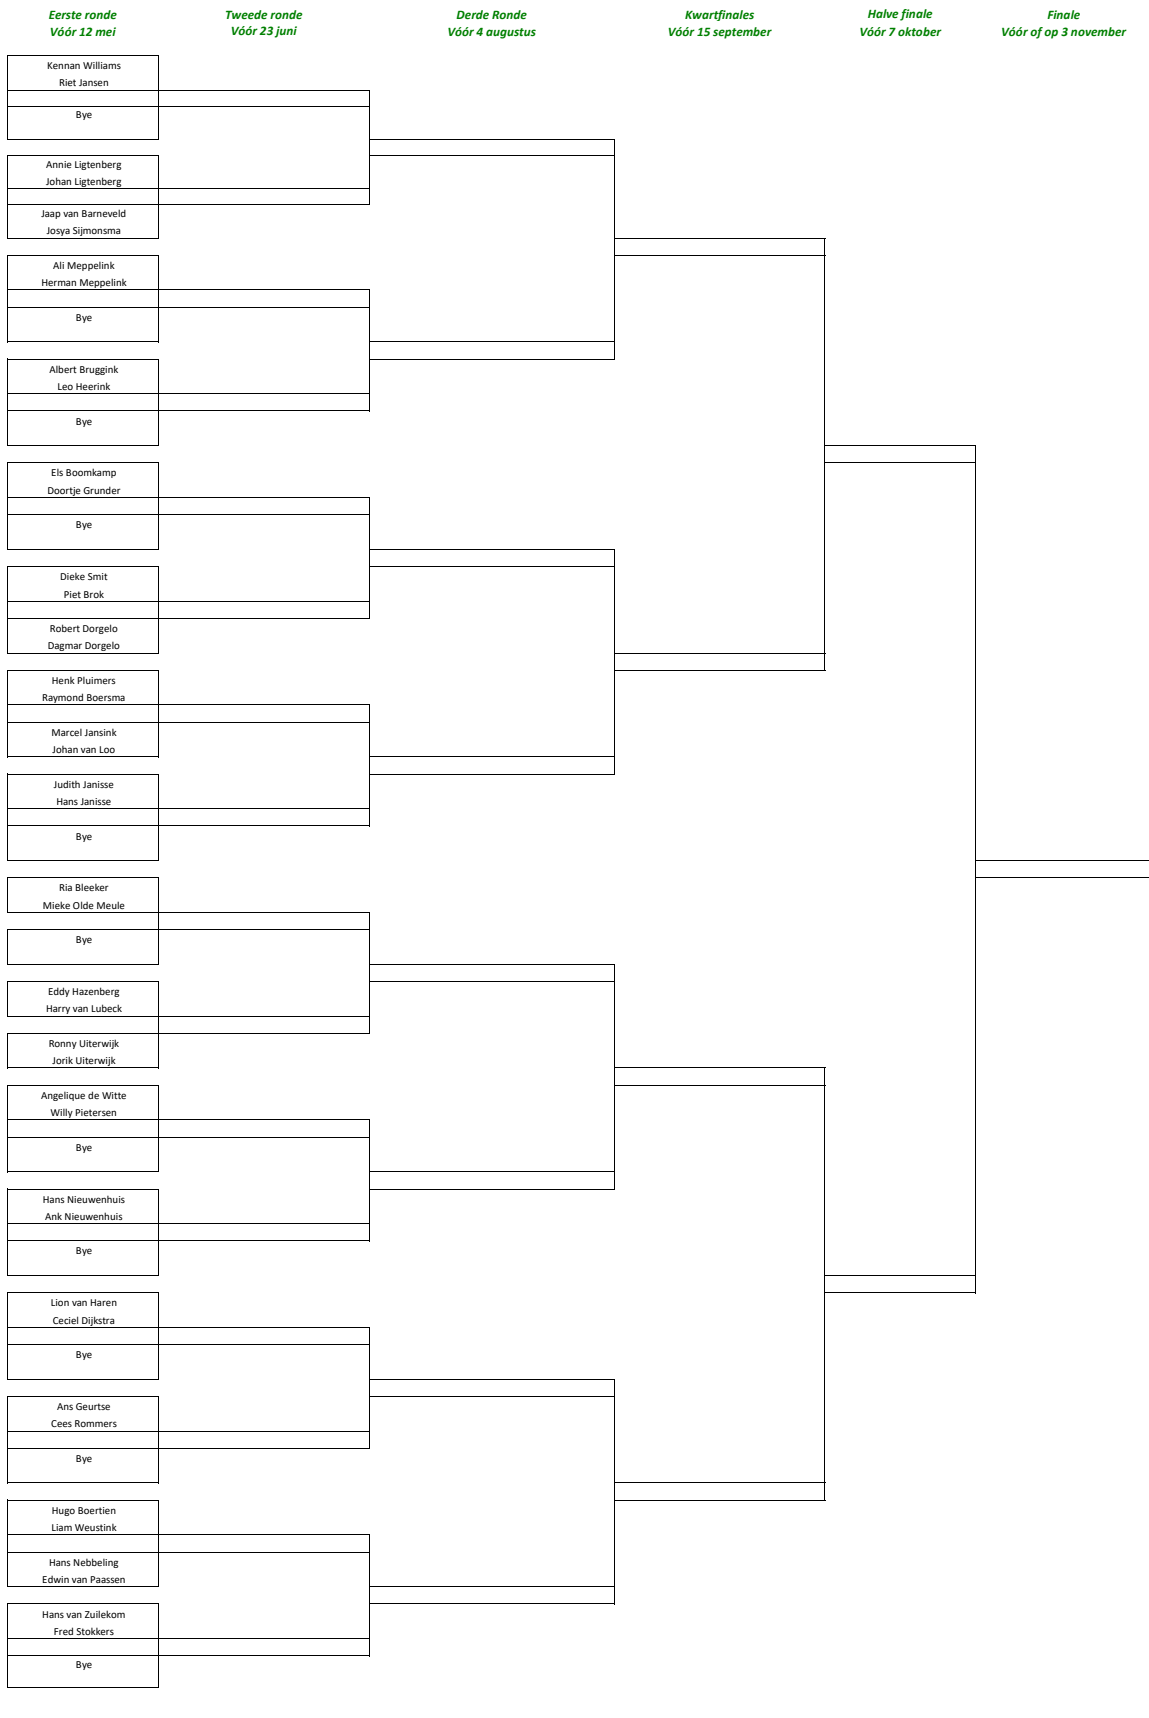 Eerste ronde
Vóór 12 mei
Tweede ronde
Vóór 23 juni
Derde Ronde
Vóór 4 augustus
Kwartfinales
Vóór 15 september
Halve finale
Vóór 7 oktober
Finale
Vóór of op 3 november
Kennan Williams
Riet Jansen
Bye
Annie Ligtenberg
Johan Ligtenberg
Jaap van Barneveld
Josya Sijmonsma
Ali Meppelink
Herman Meppelink
Bye
Albert Bruggink
Leo Heerink
Bye
Els Boomkamp
Doortje Grunder
Bye
Dieke Smit
Piet Brok
Robert Dorgelo
Dagmar Dorgelo
Henk Pluimers
Raymond Boersma
Marcel Jansink
Johan van Loo
Judith Janisse
Hans Janisse
Bye
Ria Bleeker
Mieke Olde Meule
Bye
Eddy Hazenberg
Harry van Lubeck
Ronny Uiterwijk
Jorik Uiterwijk
Angelique de Witte
Willy Pietersen
Bye
Hans Nieuwenhuis
Ank Nieuwenhuis
Bye
Lion van Haren
Ceciel Dijkstra
Bye
Ans Geurtse
Cees Rommers
Bye
Hugo Boertien
Liam Weustink
Hans Nebbeling
Edwin van Paassen
Hans van Zuilekom
Fred Stokkers
Bye